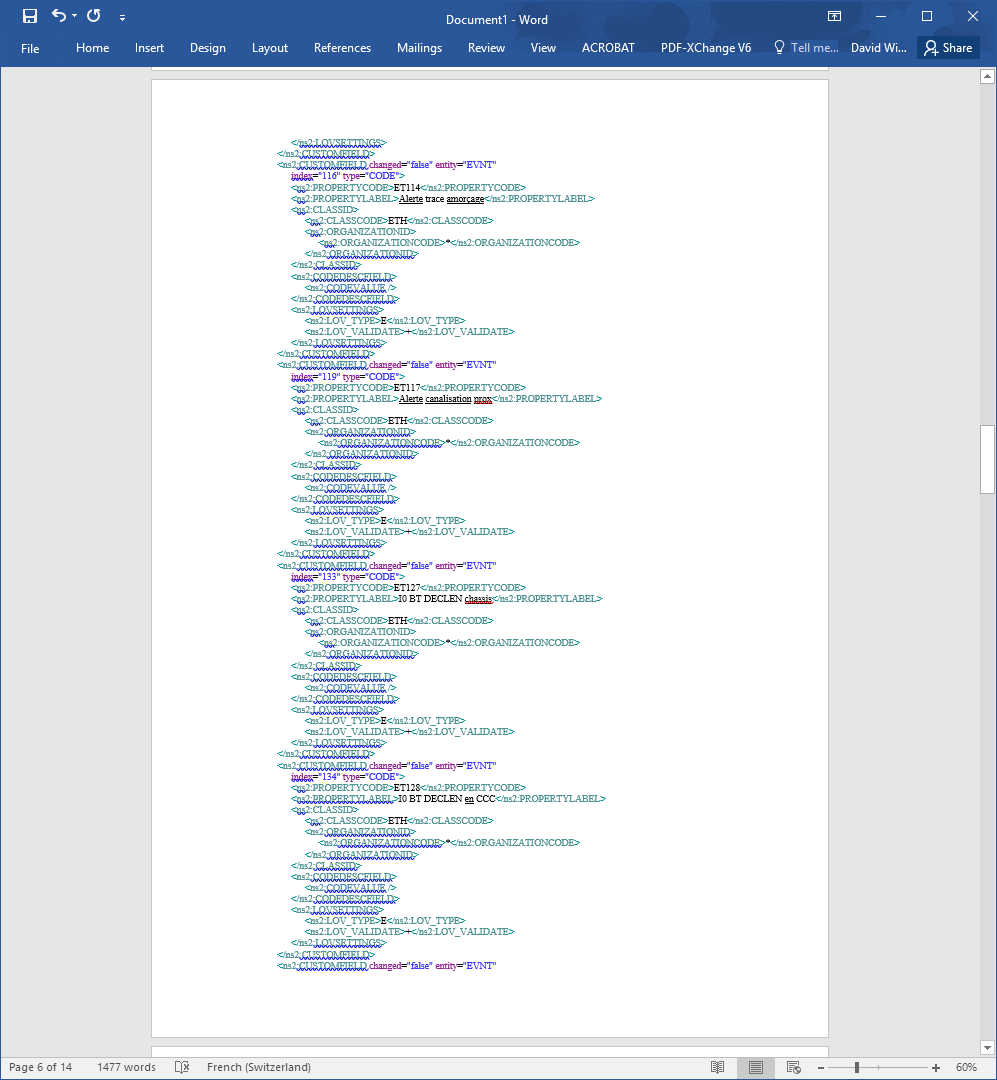 Document1 - Word
File Home Insert Design Layout References Mailings Review View ACROBAT PDF-XChange V6 Tell me... David Wi... Share
</ns2:LOVSETTINGS>
</ns2:CUSTOMFIELD>
<ns2:CUSTOMFIELD changed="false" entity="EVNT"
index="116" type="CODE">
<ns2:PROPERTYCODE>ET114</ns2:PROPERTYCODE>
<ns2:PROPERTYLABEL>Alerte trace amorçage</ns2:PROPERTYLABEL>
<ns2:CLASSID>
<ns2:CLASSCODE>ETH</ns2:CLASSCODE>
<ns2:ORGANIZATIONID>
<ns2:ORGANIZATIONCODE>*</ns2:ORGANIZATIONCODE>
</ns2:ORGANIZATIONID>
</ns2:CLASSID>
<ns2:CODEDESCFIELD>
<ns2:CODEVALUE />
</ns2:CODEDESCFIELD>
<ns2:LOVSETTINGS>
<ns2:LOV_TYPE>E</ns2:LOV_TYPE>
<ns2:LOV_VALIDATE>+</ns2:LOV_VALIDATE>
</ns2:LOVSETTINGS>
</ns2:CUSTOMFIELD>
<ns2:CUSTOMFIELD changed="false" entity="EVNT"
index="119" type="CODE">
<ns2:PROPERTYCODE>ET117</ns2:PROPERTYCODE>
<ns2:PROPERTYLABEL>Alerte canalisation prox</ns2:PROPERTYLABEL>
<ns2:CLASSID>
<ns2:CLASSCODE>ETH</ns2:CLASSCODE>
<ns2:ORGANIZATIONID>
<ns2:ORGANIZATIONCODE>*</ns2:ORGANIZATIONCODE>
</ns2:ORGANIZATIONID>
</ns2:CLASSID>
<ns2:CODEDESCFIELD>
<ns2:CODEVALUE />
</ns2:CODEDESCFIELD>
<ns2:LOVSETTINGS>
<ns2:LOV_TYPE>E</ns2:LOV_TYPE>
<ns2:LOV_VALIDATE>+</ns2:LOV_VALIDATE>
</ns2:LOVSETTINGS>
</ns2:CUSTOMFIELD>
<ns2:CUSTOMFIELD changed="false" entity="EVNT"
index="133" type="CODE">
<ns2:PROPERTYCODE>ET127</ns2:PROPERTYCODE>
<ns2:PROPERTYLABEL>I0 BT DECLEN chassis</ns2:PROPERTYLABEL>
<ns2:CLASSID>
<ns2:CLASSCODE>ETH</ns2:CLASSCODE>
<ns2:ORGANIZATIONID>
<ns2:ORGANIZATIONCODE>*</ns2:ORGANIZATIONCODE>
</ns2:ORGANIZATIONID>
</ns2:CLASSID>
<ns2:CODEDESCFIELD>
<ns2:CODEVALUE />
</ns2:CODEDESCFIELD>
<ns2:LOVSETTINGS>
<ns2:LOV_TYPE>E</ns2:LOV_TYPE>
<ns2:LOV_VALIDATE>+</ns2:LOV_VALIDATE>
</ns2:LOVSETTINGS>
</ns2:CUSTOMFIELD>
<ns2:CUSTOMFIELD changed="false" entity="EVNT"
index="134" type="CODE">
<ns2:PROPERTYCODE>ET128</ns2:PROPERTYCODE>
<ns2:PROPERTYLABEL>I0 BT DECLEN en CCC</ns2:PROPERTYLABEL>
<ns2:CLASSID>
<ns2:CLASSCODE>ETH</ns2:CLASSCODE>
<ns2:ORGANIZATIONID>
<ns2:ORGANIZATIONCODE>*</ns2:ORGANIZATIONCODE>
</ns2:ORGANIZATIONID>
</ns2:CLASSID>
<ns2:CODEDESCFIELD>
<ns2:CODEVALUE />
</ns2:CODEDESCFIELD>
<ns2:LOVSETTINGS>
<ns2:LOV_TYPE>E</ns2:LOV_TYPE>
<ns2:LOV_VALIDATE>+</ns2:LOV_VALIDATE>
</ns2:LOVSETTINGS>
</ns2:CUSTOMFIELD>
<ns2:CUSTOMFIELD changed="false" entity="EVNT"
Page 6 of 14 1477 words French (Switzerland) 60%